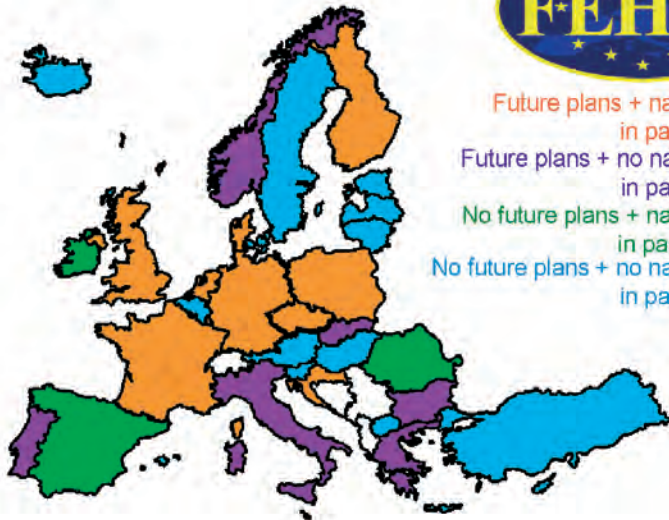 FEH
Future plans + na
in pa
Future plans + no na
in pa
No future plans + na
in pa
No future plans + no na
in pa